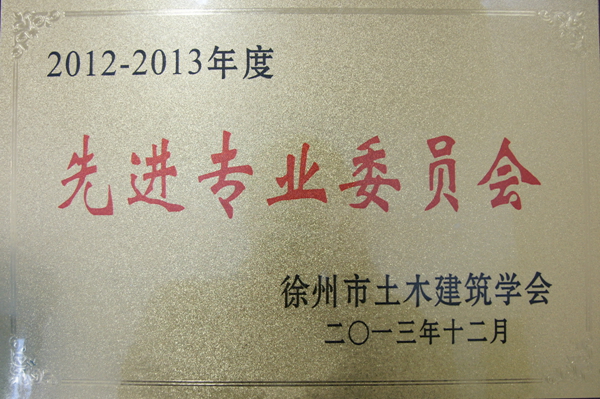 2012-2013年度
先进专业委员会
徐州市土木建筑学会
二〇一三年十二月